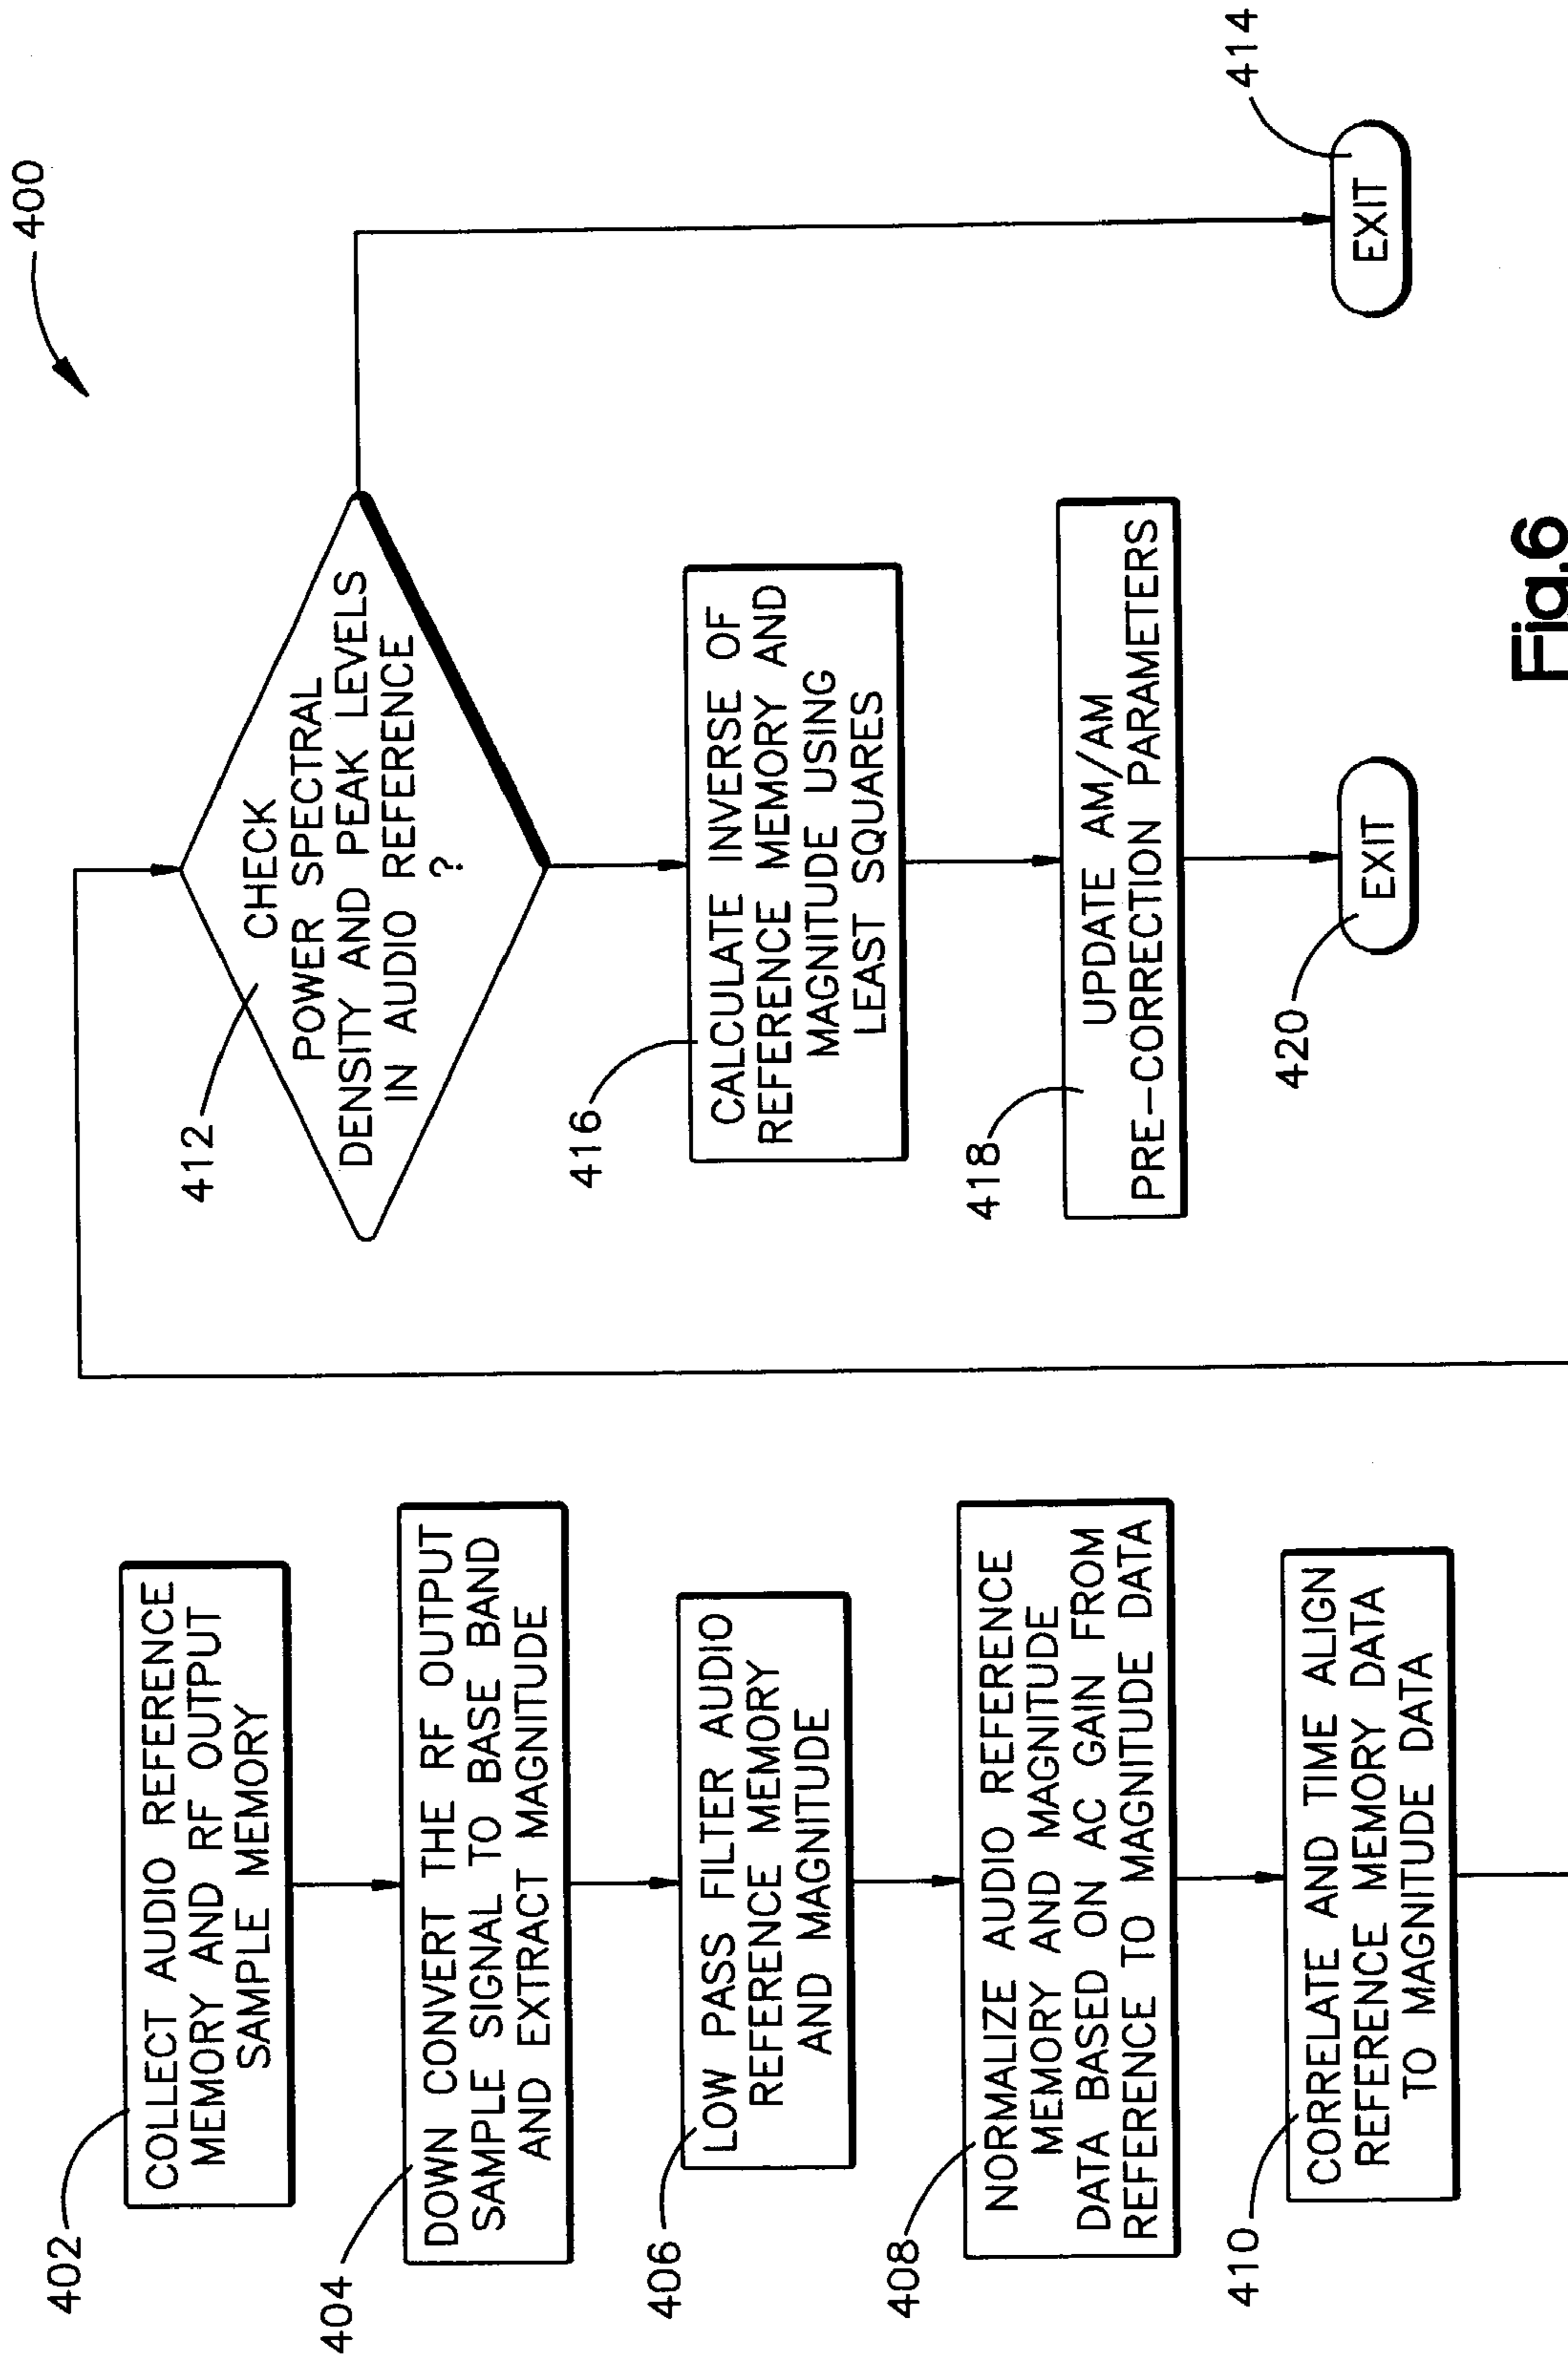 400
402
COLLECT AUDIO REFERENCE
MEMORY AND RF OUTPUT
SAMPLE MEMORY
404
DOWN CONVERT THE RF OUTPUT
SAMPLE SIGNAL TO BASE BAND
AND EXTRACT MAGNITUDE
406
LOW PASS FILTER AUDIO
REFERENCE MEMORY
AND MAGNITUDE
408
NORMALIZE AUDIO REFERENCE
MEMORY AND MAGNITUDE
DATA BASED ON AC GAIN FROM
REFERENCE TO MAGNITUDE DATA
410
CORRELATE AND TIME ALIGN
REFERENCE MEMORY DATA
TO MAGNITUDE DATA
412
CHECK
POWER SPECTRAL
DENSITY AND PEAK LEVELS
IN AUDIO REFERENCE
?
414
EXIT
416
CALCULATE INVERSE OF
REFERENCE MEMORY AND
MAGNITUDE USING
LEAST SQUARES
418
UPDATE AM/AM
PRE-CORRECTION PARAMETERS
420
EXIT
Fig.6